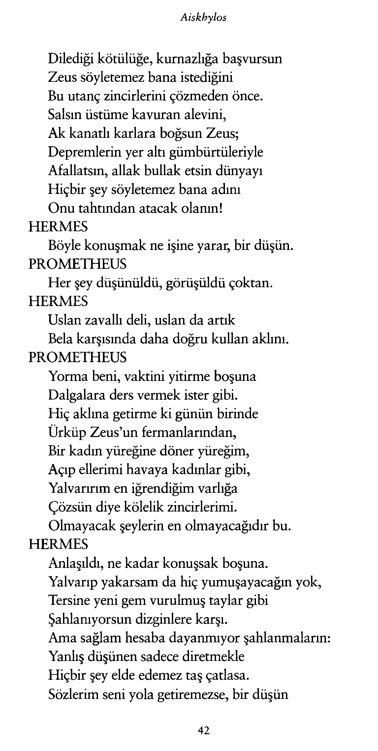 Aiskhylos
Dilediği kötülüğe, kurnazlığa başvursun
Zeus söyletemez bana istediğini
Bu utanç zincirlerini çözmeden önce.
Salsın üstüme kavuran alevini,
Ak kanatlı karlara boğsun Zeus;
Depremlerin yer altı gümbürtüleriyle
Afallatsın, allak bullak etsin dünyayı
Hiçbir şey söyletemez bana adını
Onu tahtından atacak olanın!
HERMES
Böyle konuşmak ne işine yarar, bir düşün.
PROMETHEUS
Her şey düşünüldü, görüşüldü çoktan.
HERMES
Uslan zavallı deli, uslan da artık
Bela karşısında daha doğru kullan aklını.
PROMETHEUS
Yorma beni, vaktini yitirme boşuna
Dalgalara ders vermek ister gibi.
Hiç aklına getirme ki günün birinde
Ürküp Zeus'un fermanlarından,
Bir kadın yüreğine döner yüreğim,
Açıp ellerimi havaya kadınlar gibi,
Yalvarırım en iğrendiğim varlığa
Çözsün diye kölelik zincirlerimi.
Olmayacak şeylerin en olmayacağıdır bu.
HERMES
Anlaşıldı, ne kadar konuşsak boşuna.
Yalvarıp yakarsam da hiç yumuşayacağın yok,
Tersine yeni gem vurulmuş taylar gibi
Şahlanıyorsun dizginlere karşı.
Ama sağlam hesaba dayanmıyor şahlanmaların:
Yanlış düşünen sadece diretmekle
Hiçbir şey elde edemez taş çatlasa.
Sözlerim seni yola getiremezse, bir düşün
42